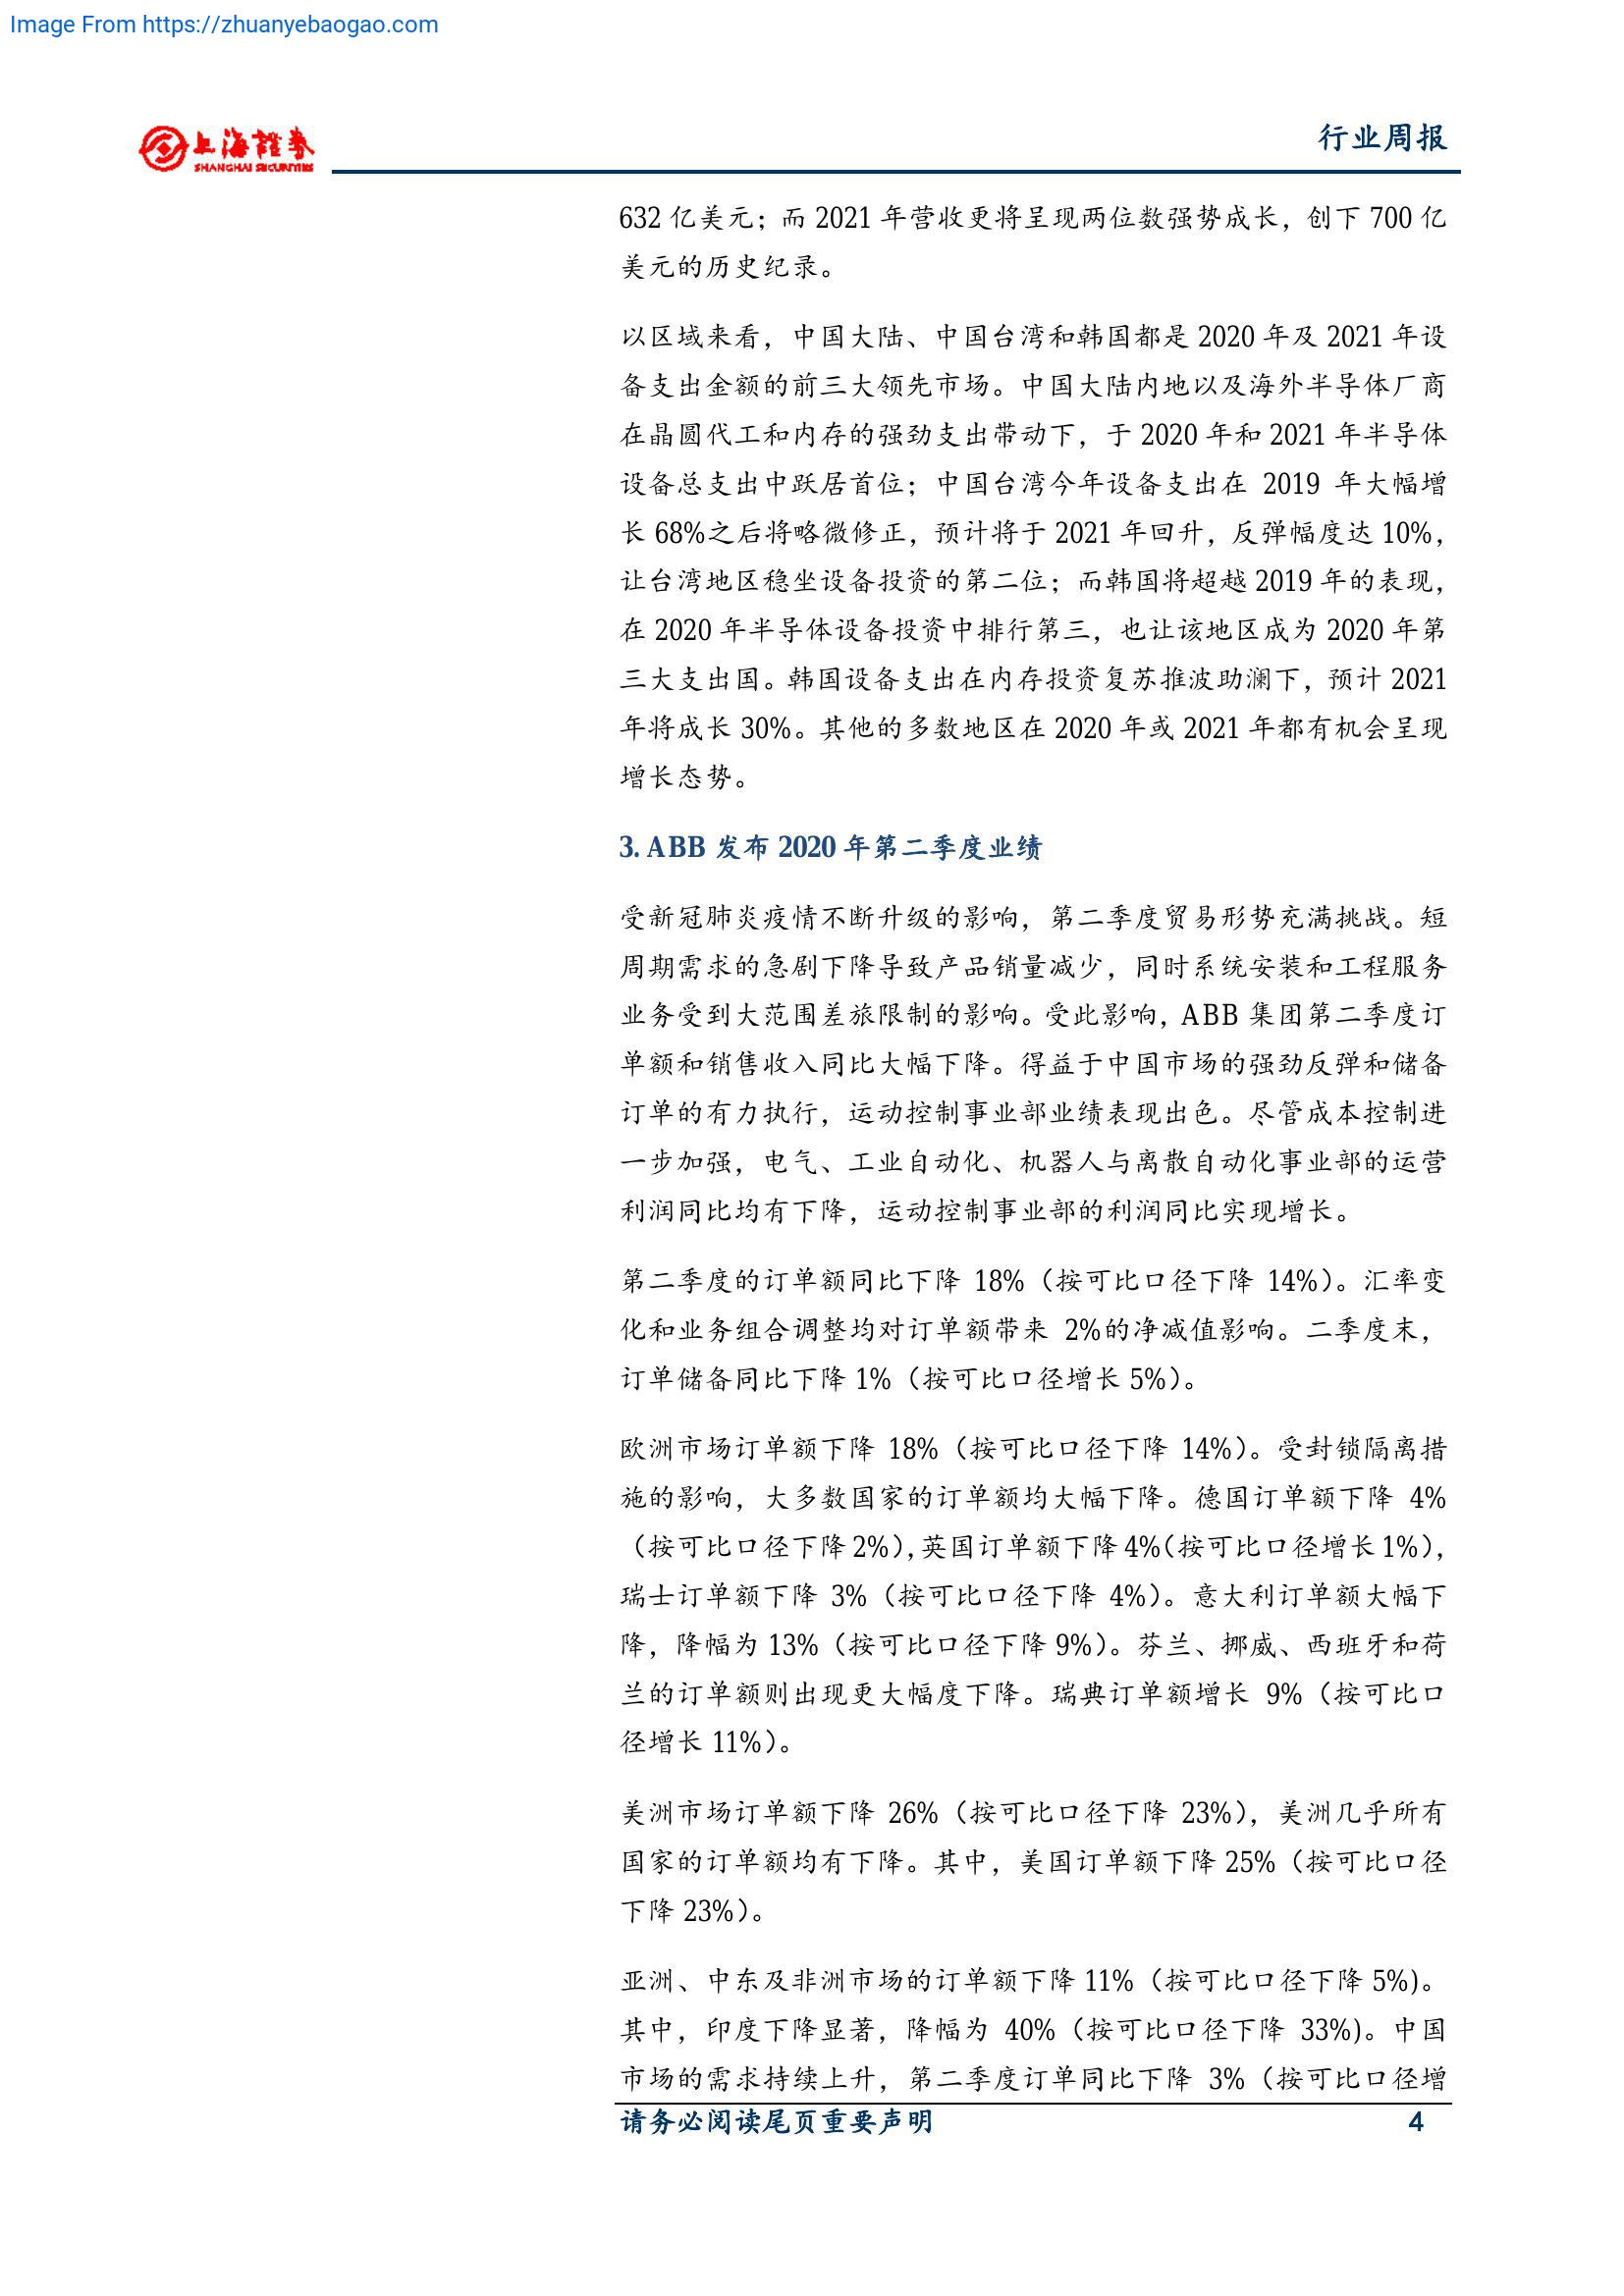 Image From https://zhuanyebaogao.com
上海證券
SHANGHAI SECURITIES
行业周报
632 亿美元；而 2021 年营收更将呈现两位数强势成长，创下 700 亿
美元的历史纪录。
以区域来看，中国大陆、中国台湾和韩国都是 2020 年及 2021 年设
备支出金额的前三大领先市场。中国大陆内地以及海外半导体厂商
在晶圆代工和内存的强劲支出带动下，于 2020 年和 2021 年半导体
设备总支出中跃居首位；中国台湾今年设备支出在 2019 年大幅增
长 68%之后将略微修正，预计将于 2021 年回升，反弹幅度达 10%，
让台湾地区稳坐设备投资的第二位；而韩国将超越 2019 年的表现，
在 2020 年半导体设备投资中排行第三，也让该地区成为 2020 年第
三大支出国。韩国设备支出在内存投资复苏推波助澜下，预计 2021
年将成长 30%。其他的多数地区在 2020 年或 2021 年都有机会呈现
增长态势。
3. ABB 发布 2020 年第二季度业绩
受新冠肺炎疫情不断升级的影响，第二季度贸易形势充满挑战。短
周期需求的急剧下降导致产品销量减少，同时系统安装和工程服务
业务受到大范围差旅限制的影响。受此影响，ABB 集团第二季度订
单额和销售收入同比大幅下降。得益于中国市场的强劲反弹和储备
订单的有力执行，运动控制事业部业绩表现出色。尽管成本控制进
一步加强，电气、工业自动化、机器人与离散自动化事业部的运营
利润同比均有下降，运动控制事业部的利润同比实现增长。
第二季度的订单额同比下降 18%（按可比口径下降 14%）。汇率变
化和业务组合调整均对订单额带来 2%的净减值影响。二季度末，
订单储备同比下降 1%（按可比口径增长 5%）。
欧洲市场订单额下降 18%（按可比口径下降 14%）。受封锁隔离措
施的影响，大多数国家的订单额均大幅下降。德国订单额下降 4%
（按可比口径下降 2%），英国订单额下降 4%（按可比口径增长 1%），
瑞士订单额下降 3%（按可比口径下降 4%）。意大利订单额大幅下
降，降幅为 13%（按可比口径下降 9%）。芬兰、挪威、西班牙和荷
兰的订单额则出现更大幅度下降。瑞典订单额增长 9%（按可比口
径增长 11%）。
美洲市场订单额下降 26%（按可比口径下降 23%），美洲几乎所有
国家的订单额均有下降。其中，美国订单额下降 25%（按可比口径
下降 23%）。
亚洲、中东及非洲市场的订单额下降 11%（按可比口径下降 5%)。
其中，印度下降显著，降幅为 40%（按可比口径下降 33%)。中国
市场的需求持续上升，第二季度订单同比下降 3%（按可比口径增
请务必阅读尾页重要声明
4